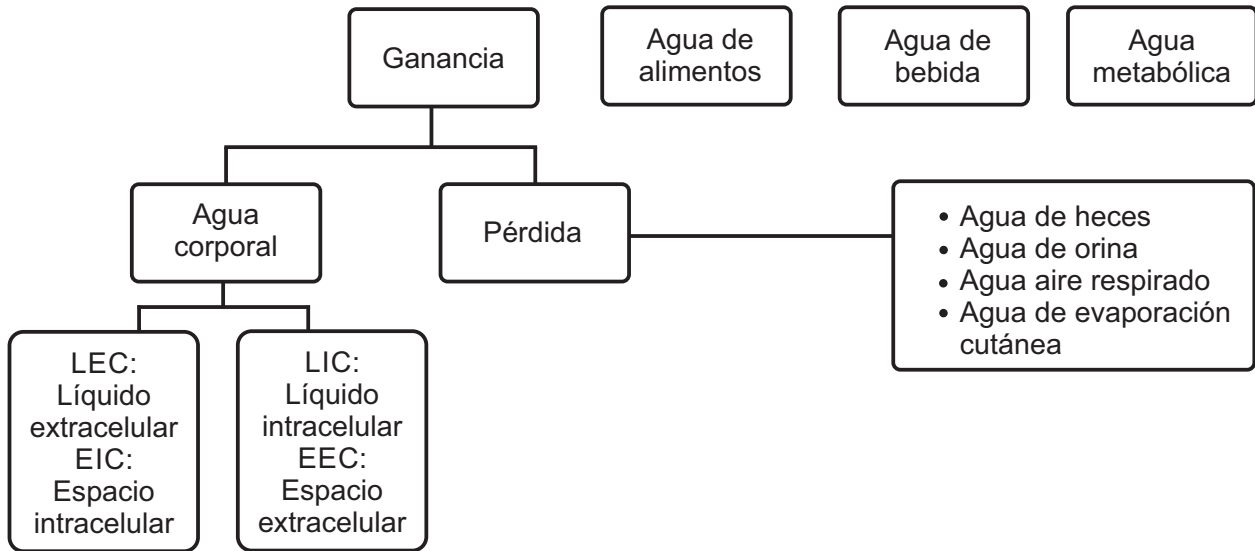 Ganancia
Agua de
alimentos
Agua de
bebida
Agua
metabólica
Agua
corporal
Pérdida
• Agua de heces
• Agua de orina
• Agua aire respirado
• Agua de evaporación
cutánea
LEC:
Líquido
extracelular
EIC:
Espacio
intracelular
LIC:
Líquido
intracelular
EEC:
Espacio
extracelular